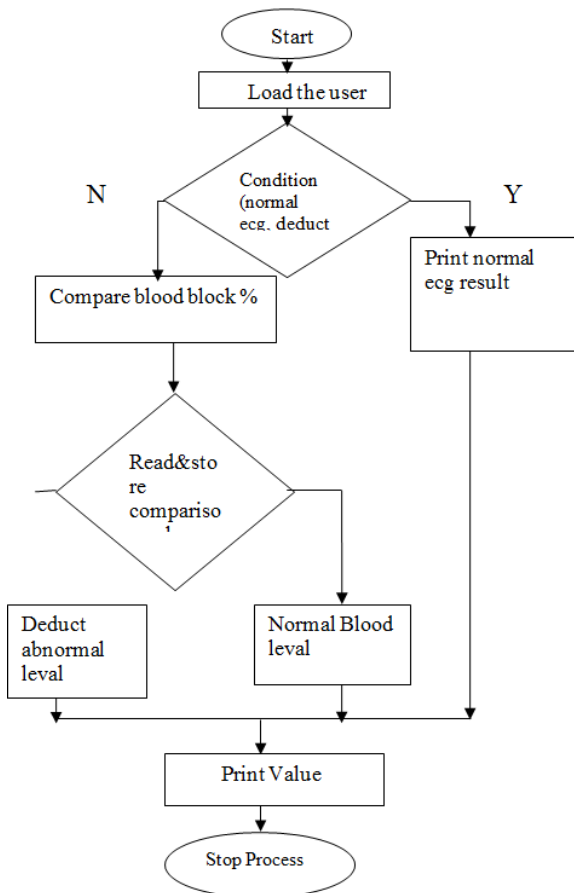 Start
Load the user
Condition
(normal
ecg, deduct
N
Y
Print normal
ecg result
Compare blood block %
Read&sto
re
compariso
Deduct
abnormal
leval
Normal Blood
leval
Print Value
Stop Process